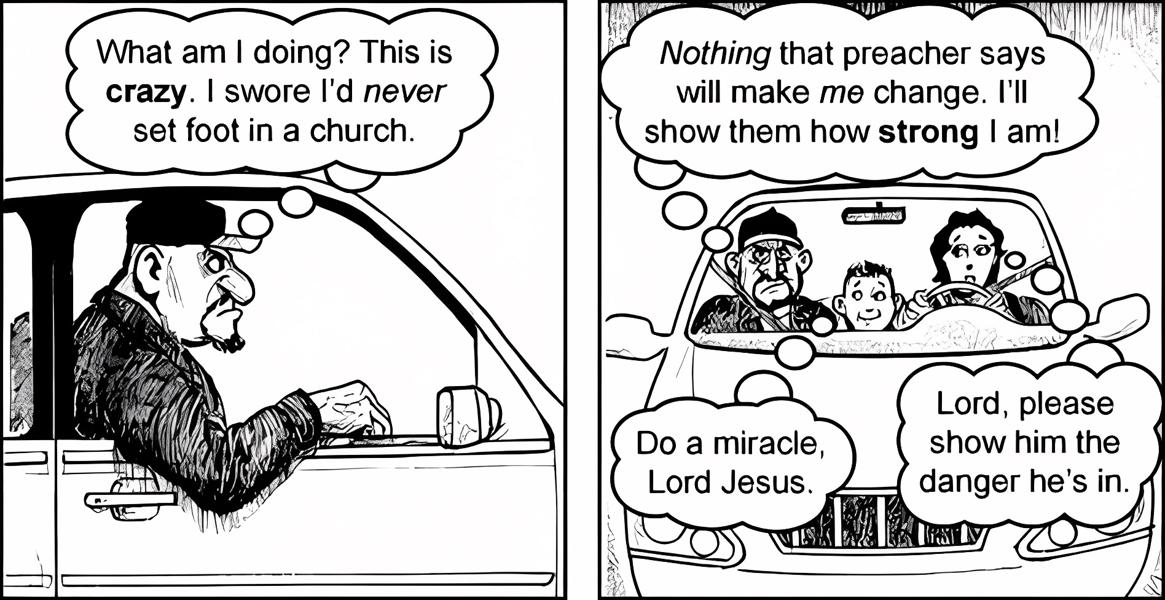 What am I doing? This is
crazy. I swore I'd never
set foot in a church.
Nothing that preacher says
will make me change. I'll
show them how strong I am!
Do a miracle,
Lord Jesus.
Lord, please
show him the
danger he's in.